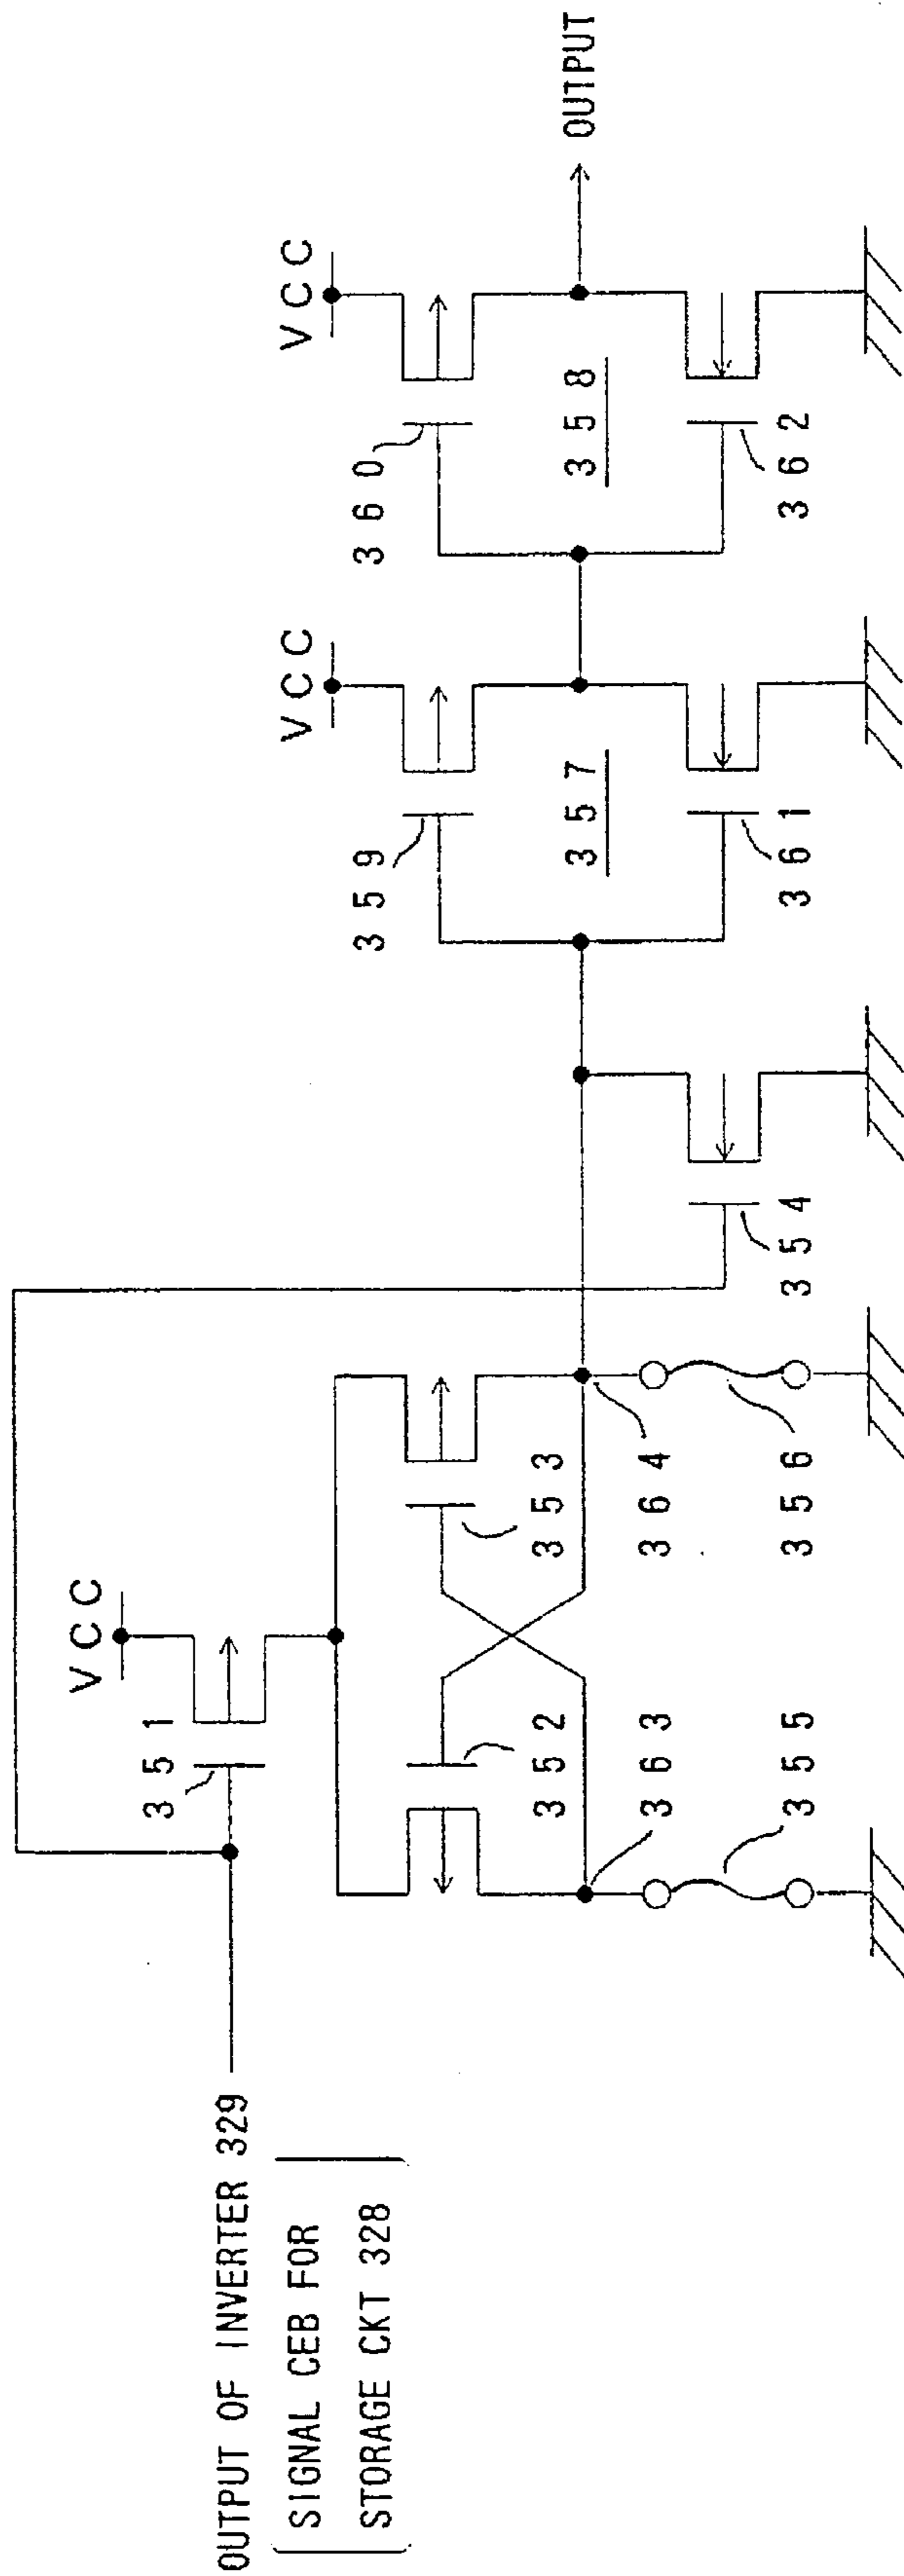 OUTPUT OF INVERTER 329
SIGNAL CEB FOR
STORAGE CKT 328
VCC
351
352
353
363
364
355
356
354
VCC
359
357
361
VCC
360
358
362
OUTPUT